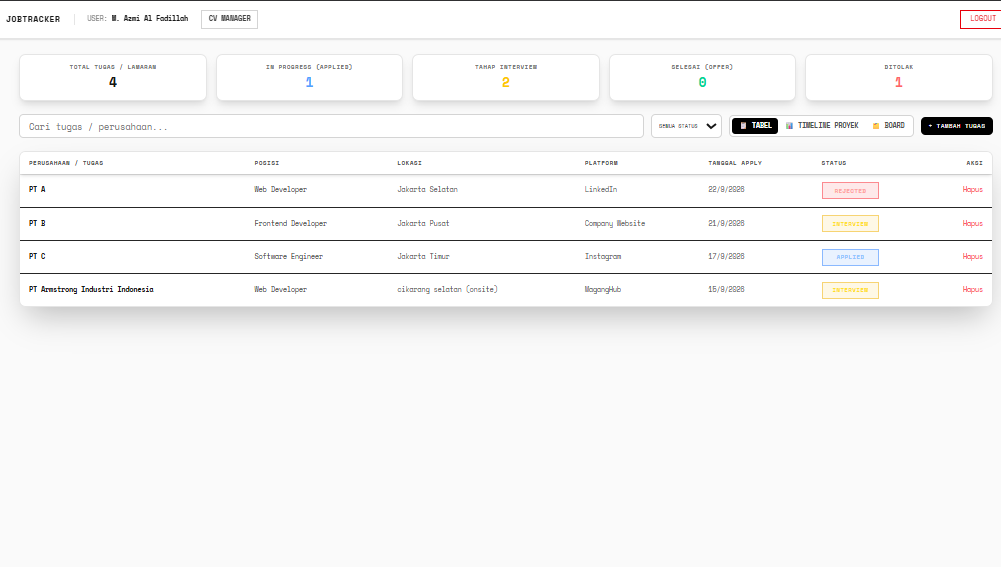 JOBTRACKER USER: M. Azmi Al Fadillah CV MANAGER LOGOUT
TOTAL TUGAS / LAMARAN IN PROGRESS (APPLIED) TAHAP INTERVIEW SELESAI (OFFER) DITOLAK
4 1 2 0 1
Cari tugas / perusahaan... SEMUA STATUS TABEL TIMELINE PROYEK BOARD + TAMBAH TUGAS
PERUSAHAAN / TUGAS POSISI LOKASI PLATFORM TANGGAL APPLY STATUS AKSI
PT A Web Developer Jakarta Selatan LinkedIn 22/9/2026 REJECTED Hapus
PT B Frontend Developer Jakarta Pusat Company Website 21/9/2026 INTERVIEW Hapus
PT C Software Engineer Jakarta Timur Instagram 17/9/2026 APPLIED Hapus
PT Armstrong Industri Indonesia Web Developer cikarang selatan (onsite) MagangHub 15/9/2026 INTERVIEW Hapus